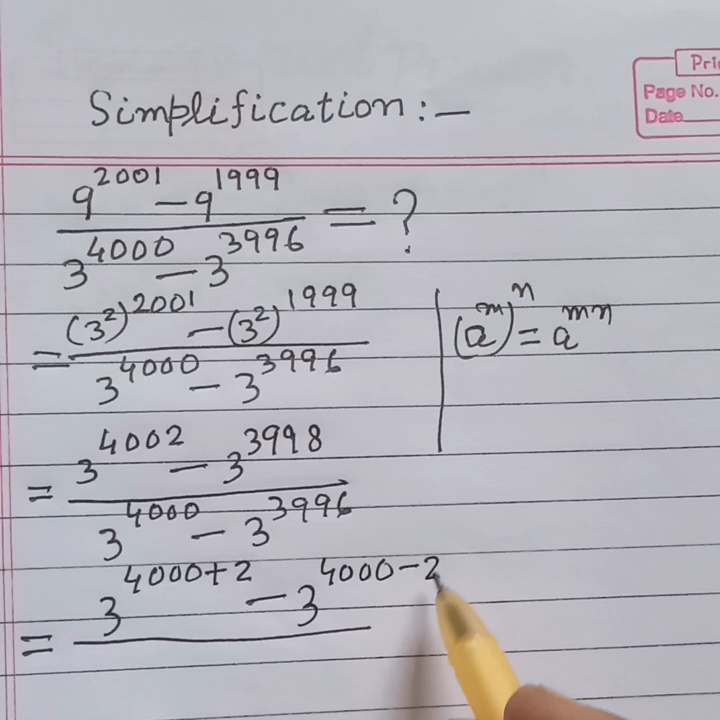 Pri
Page No.
Date
Simplification :-
9^2001 - 9^1999 / 3^4000 - 3^3996 = ?
= (3^2)^2001 - (3^2)^1999 / 3^4000 - 3^3996
(a^m)^n = a^mn
= 3^4002 - 3^3998 / 3^4000 - 3^3996
= 3^4000+2 - 3^4000-2